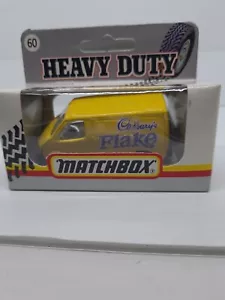 60
HEAVY DUTY
Cadbury's
Flake
MATCHBOX